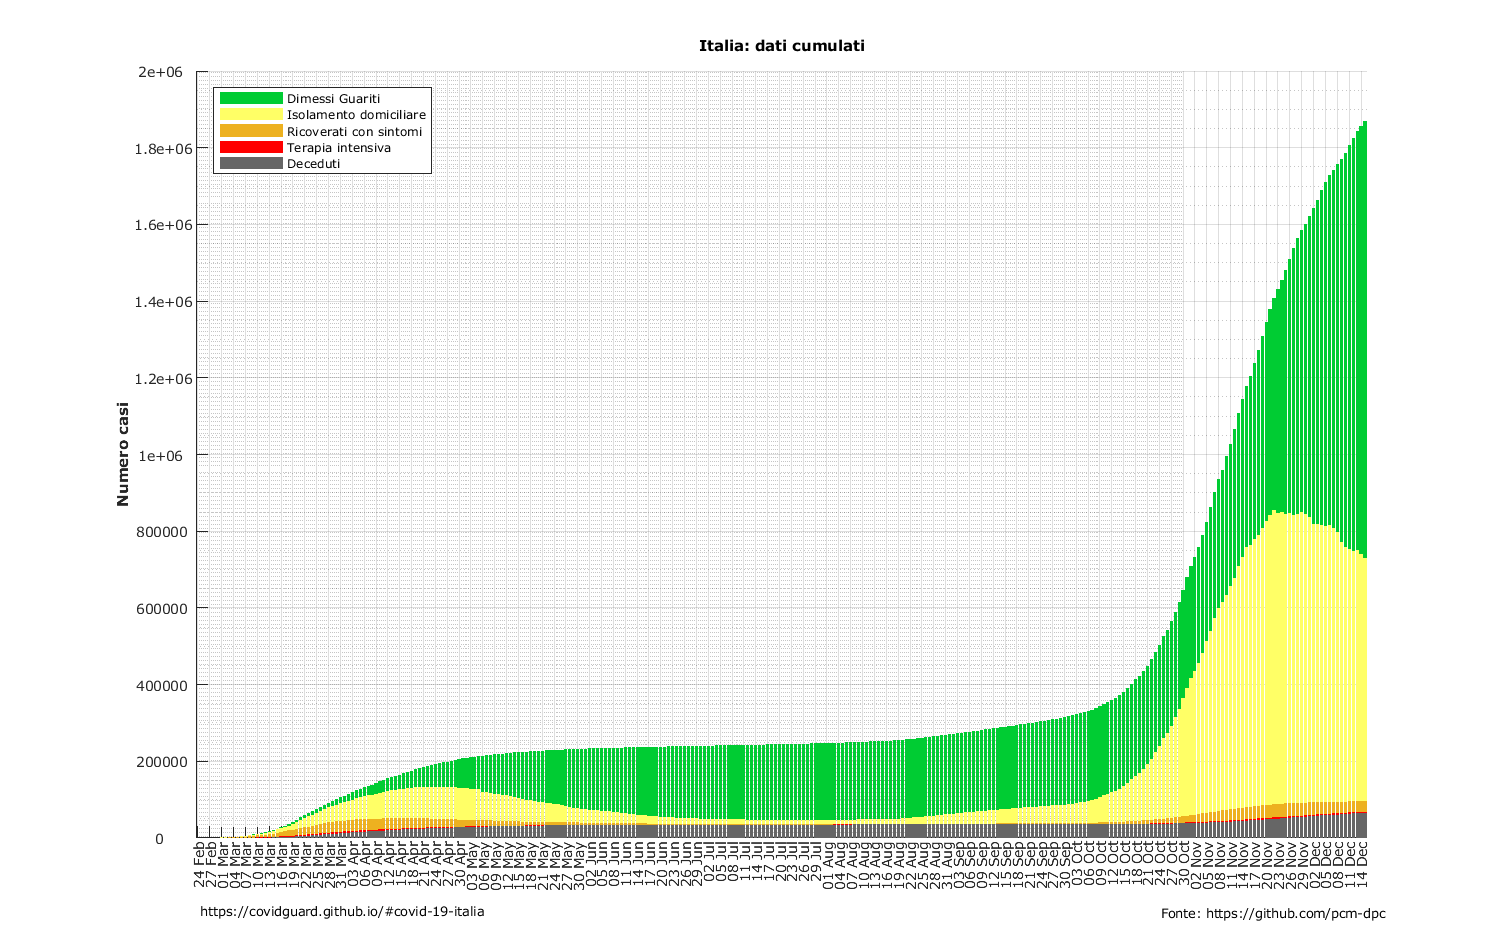 Italia: dati cumulati
2e+06
1.8e+06
1.6e+06
1.4e+06
1.2e+06
1e+06
800000
600000
400000
200000
0
Numero casi
Dimessi Guariti
Isolamento domiciliare
Ricoverati con sintomi
Terapia intensiva
Deceduti
24 Feb
27 Feb
01 Mar
04 Mar
07 Mar
10 Mar
13 Mar
16 Mar
19 Mar
22 Mar
25 Mar
28 Mar
31 Mar
03 Apr
06 Apr
09 Apr
12 Apr
15 Apr
18 Apr
21 Apr
24 Apr
27 Apr
30 Apr
03 May
06 May
09 May
12 May
15 May
18 May
21 May
24 May
27 May
30 May
02 Jun
05 Jun
08 Jun
11 Jun
14 Jun
17 Jun
20 Jun
23 Jun
26 Jun
29 Jun
02 Jul
05 Jul
08 Jul
11 Jul
14 Jul
17 Jul
20 Jul
23 Jul
26 Jul
29 Jul
01 Aug
04 Aug
07 Aug
10 Aug
13 Aug
16 Aug
19 Aug
22 Aug
25 Aug
28 Aug
31 Aug
03 Sep
06 Sep
09 Sep
12 Sep
15 Sep
18 Sep
21 Sep
24 Sep
27 Sep
30 Sep
03 Oct
06 Oct
09 Oct
12 Oct
15 Oct
18 Oct
21 Oct
24 Oct
27 Oct
30 Oct
02 Nov
05 Nov
08 Nov
11 Nov
14 Nov
17 Nov
20 Nov
23 Nov
26 Nov
29 Nov
02 Dec
05 Dec
08 Dec
11 Dec
14 Dec
https://covidguard.github.io/#covid-19-italia
Fonte: https://github.com/pcm-dpc